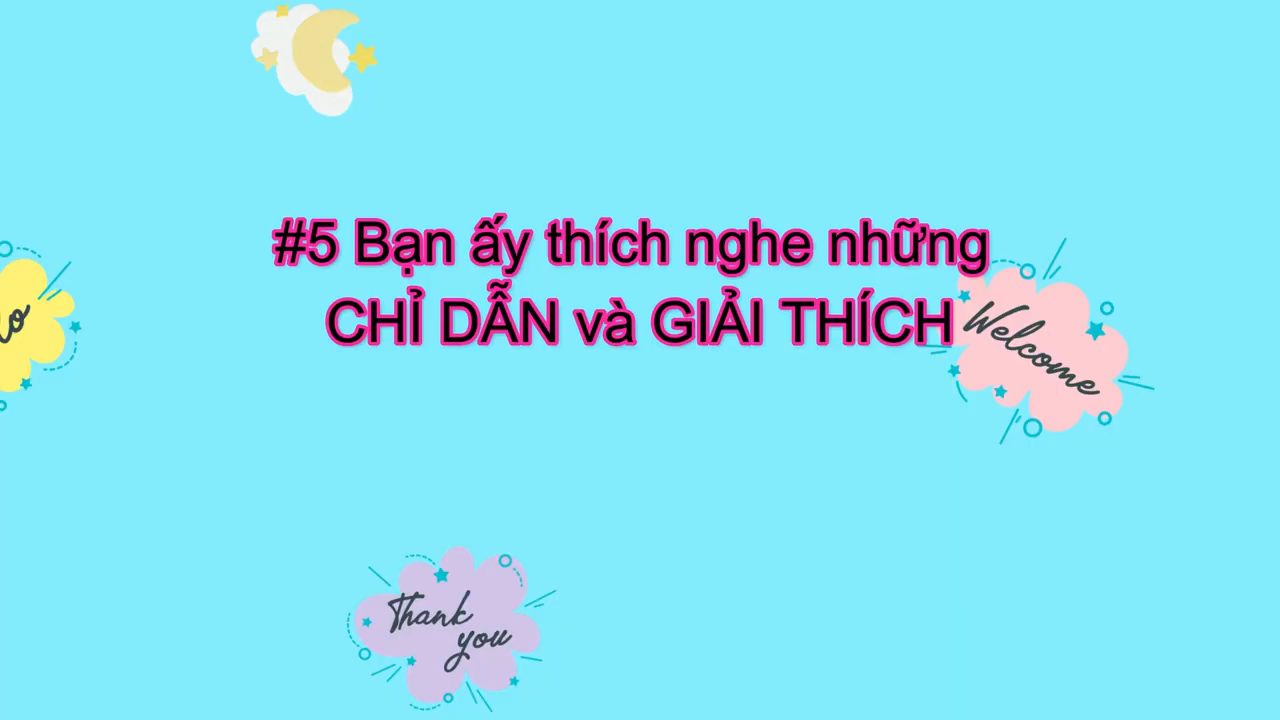 #5 Bạn ấy thích nghe những
CHỈ DẪN và GIẢI THÍCH
Welcome
Thank
you